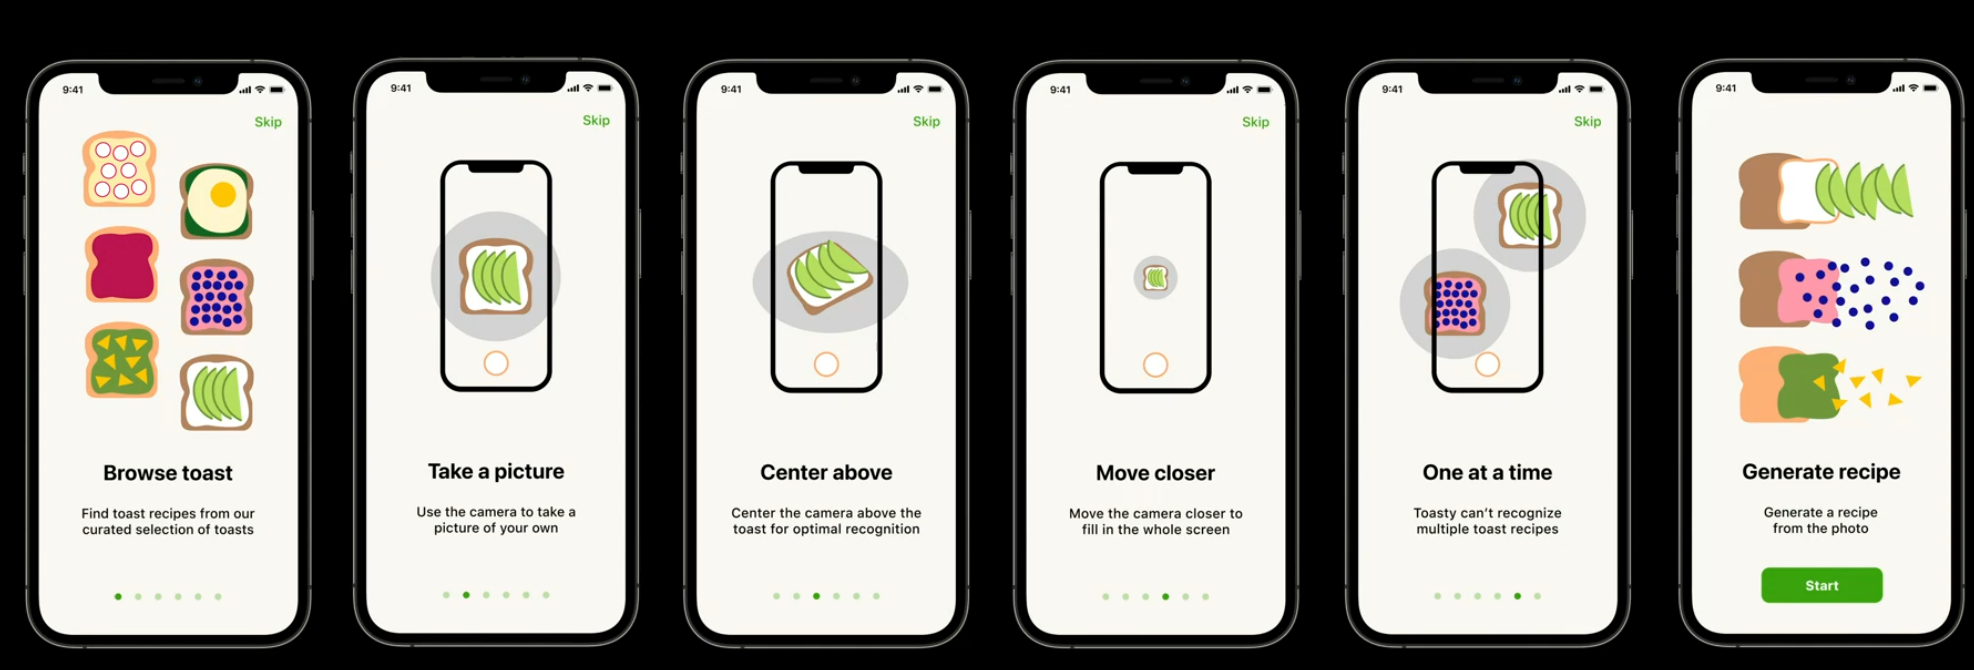 9:41
Skip
Browse toast
Find toast recipes from our
curated selection of toasts
9:41
Skip
Take a picture
Use the camera to take a
picture of your own
9:41
Skip
Center above
Center the camera above the
toast for optimal recognition
9:41
Skip
Move closer
Move the camera closer to
fill in the whole screen
9:41
Skip
One at a time
Toasty can't recognize
multiple toast recipes
9:41
Generate recipe
Generate a recipe
from the photo
Start